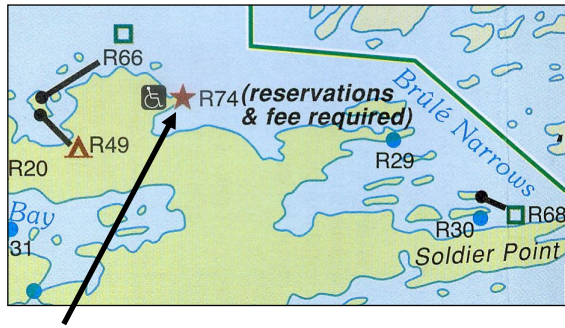 R66
R74 (reservations
& fee required)
Brûlé Narrows
R49
R29
R20
R68
R30
Bay
31
Soldier Point